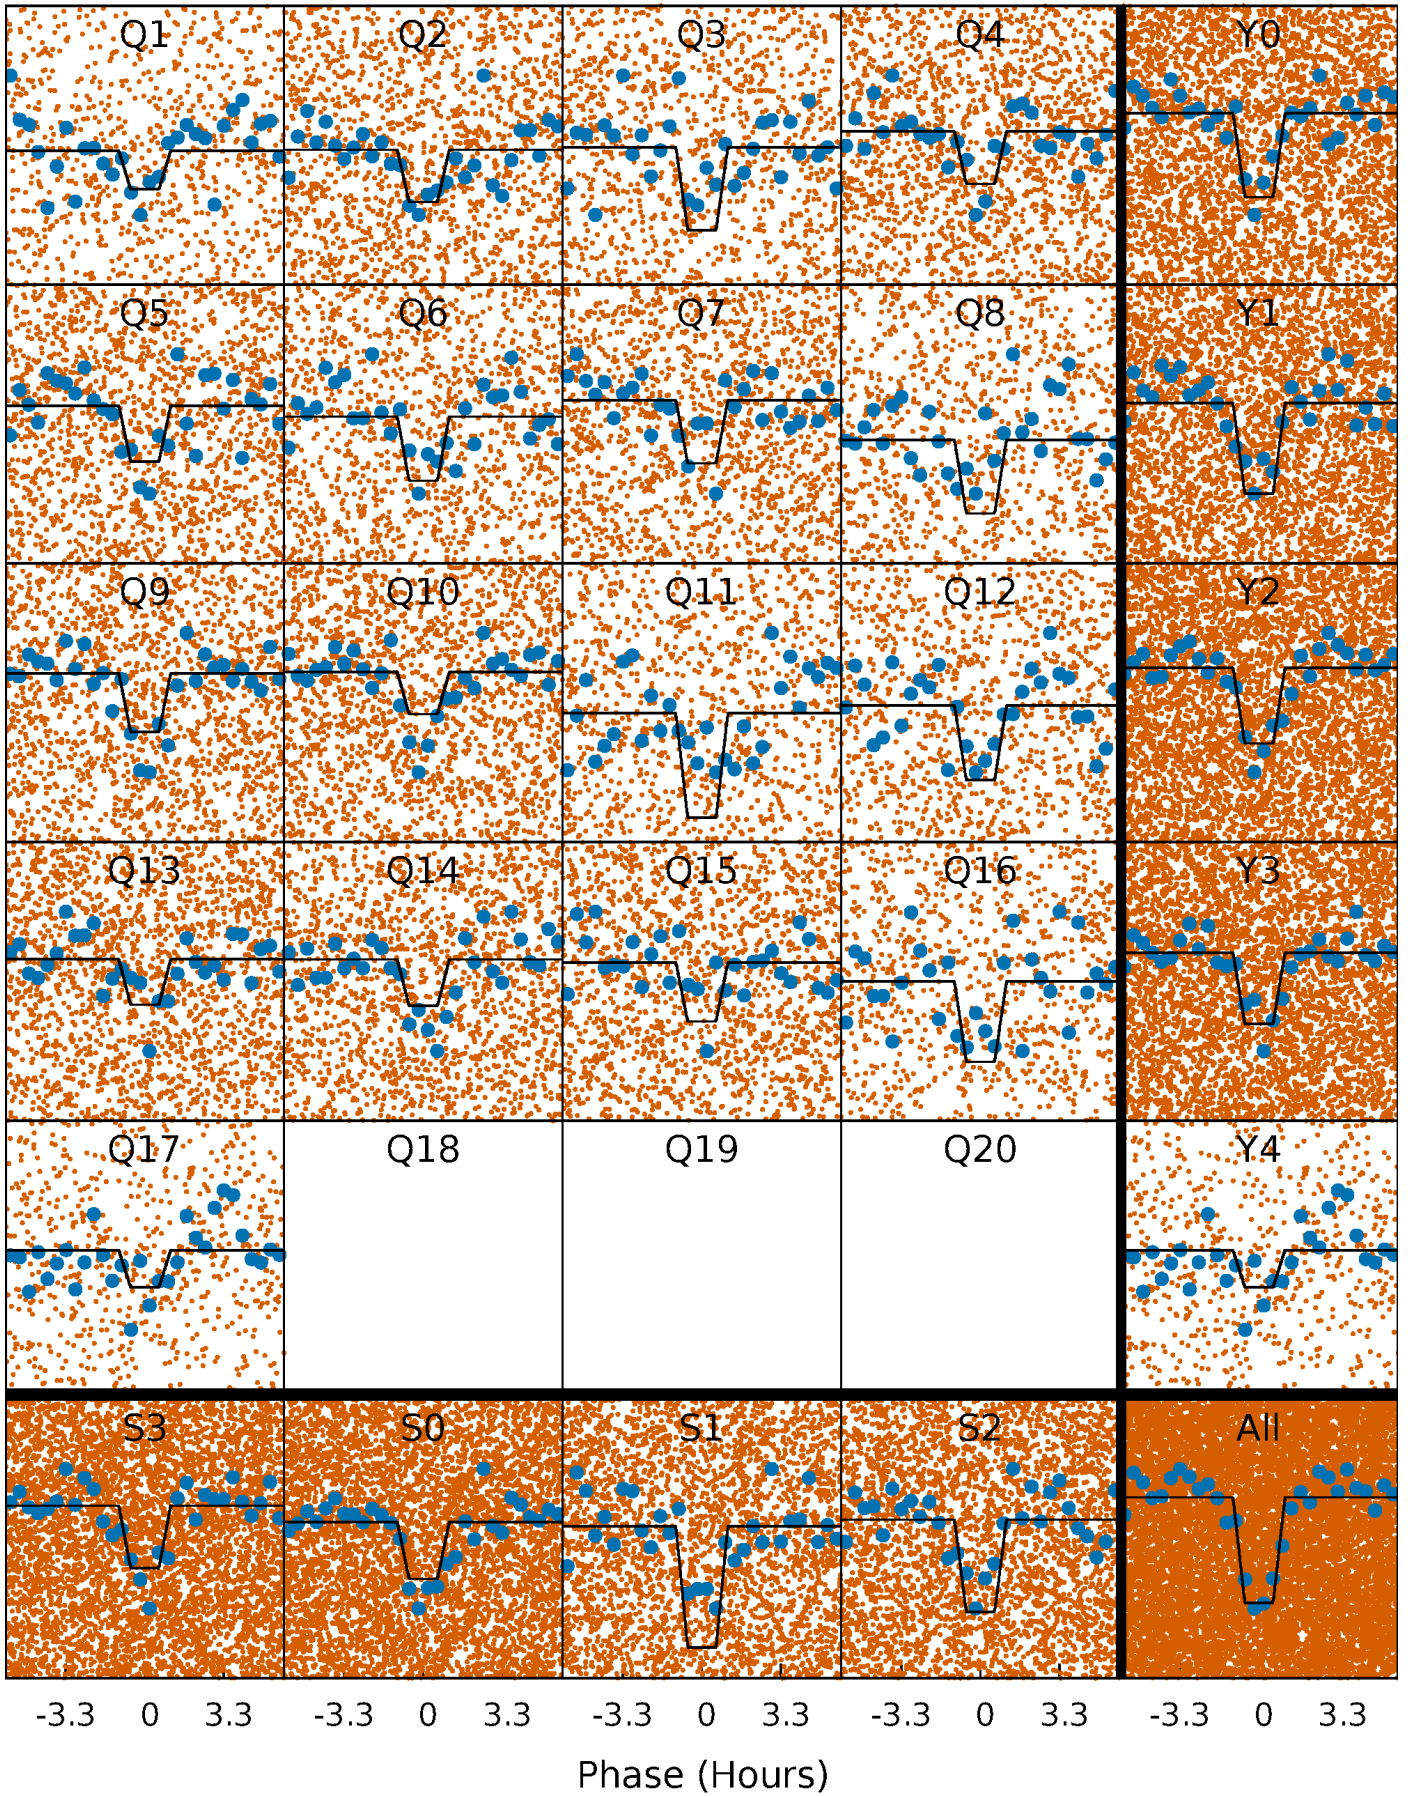 Q1 Q2 Q3 Q4 Y0
Q5 Q6 Q7 Q8 Y1
Q9 Q10 Q11 Q12 Y2
Q13 Q14 Q15 Q16 Y3
Q17 Q18 Q19 Q20 Y4
S3 S0 S1 S2 All
-3.3 0 3.3 -3.3 0 3.3 -3.3 0 3.3 -3.3 0 3.3 -3.3 0 3.3
Phase (Hours)